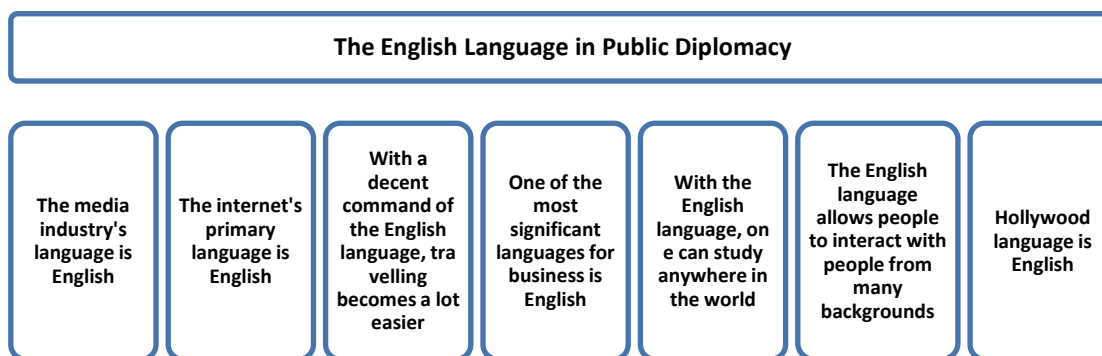 The English Language in Public Diplomacy
The media
industry's
language is
English
The internet's
primary
language is
English
With a
decent
command of
the English
language, tra
velling
becomes a lot
easier
One of the
most
significant
languages for
business is
English
With the
English
language, on
e can study
anywhere in
the world
The English
language
allows people
to interact with
people from
many
backgrounds
Hollywood
language is
English